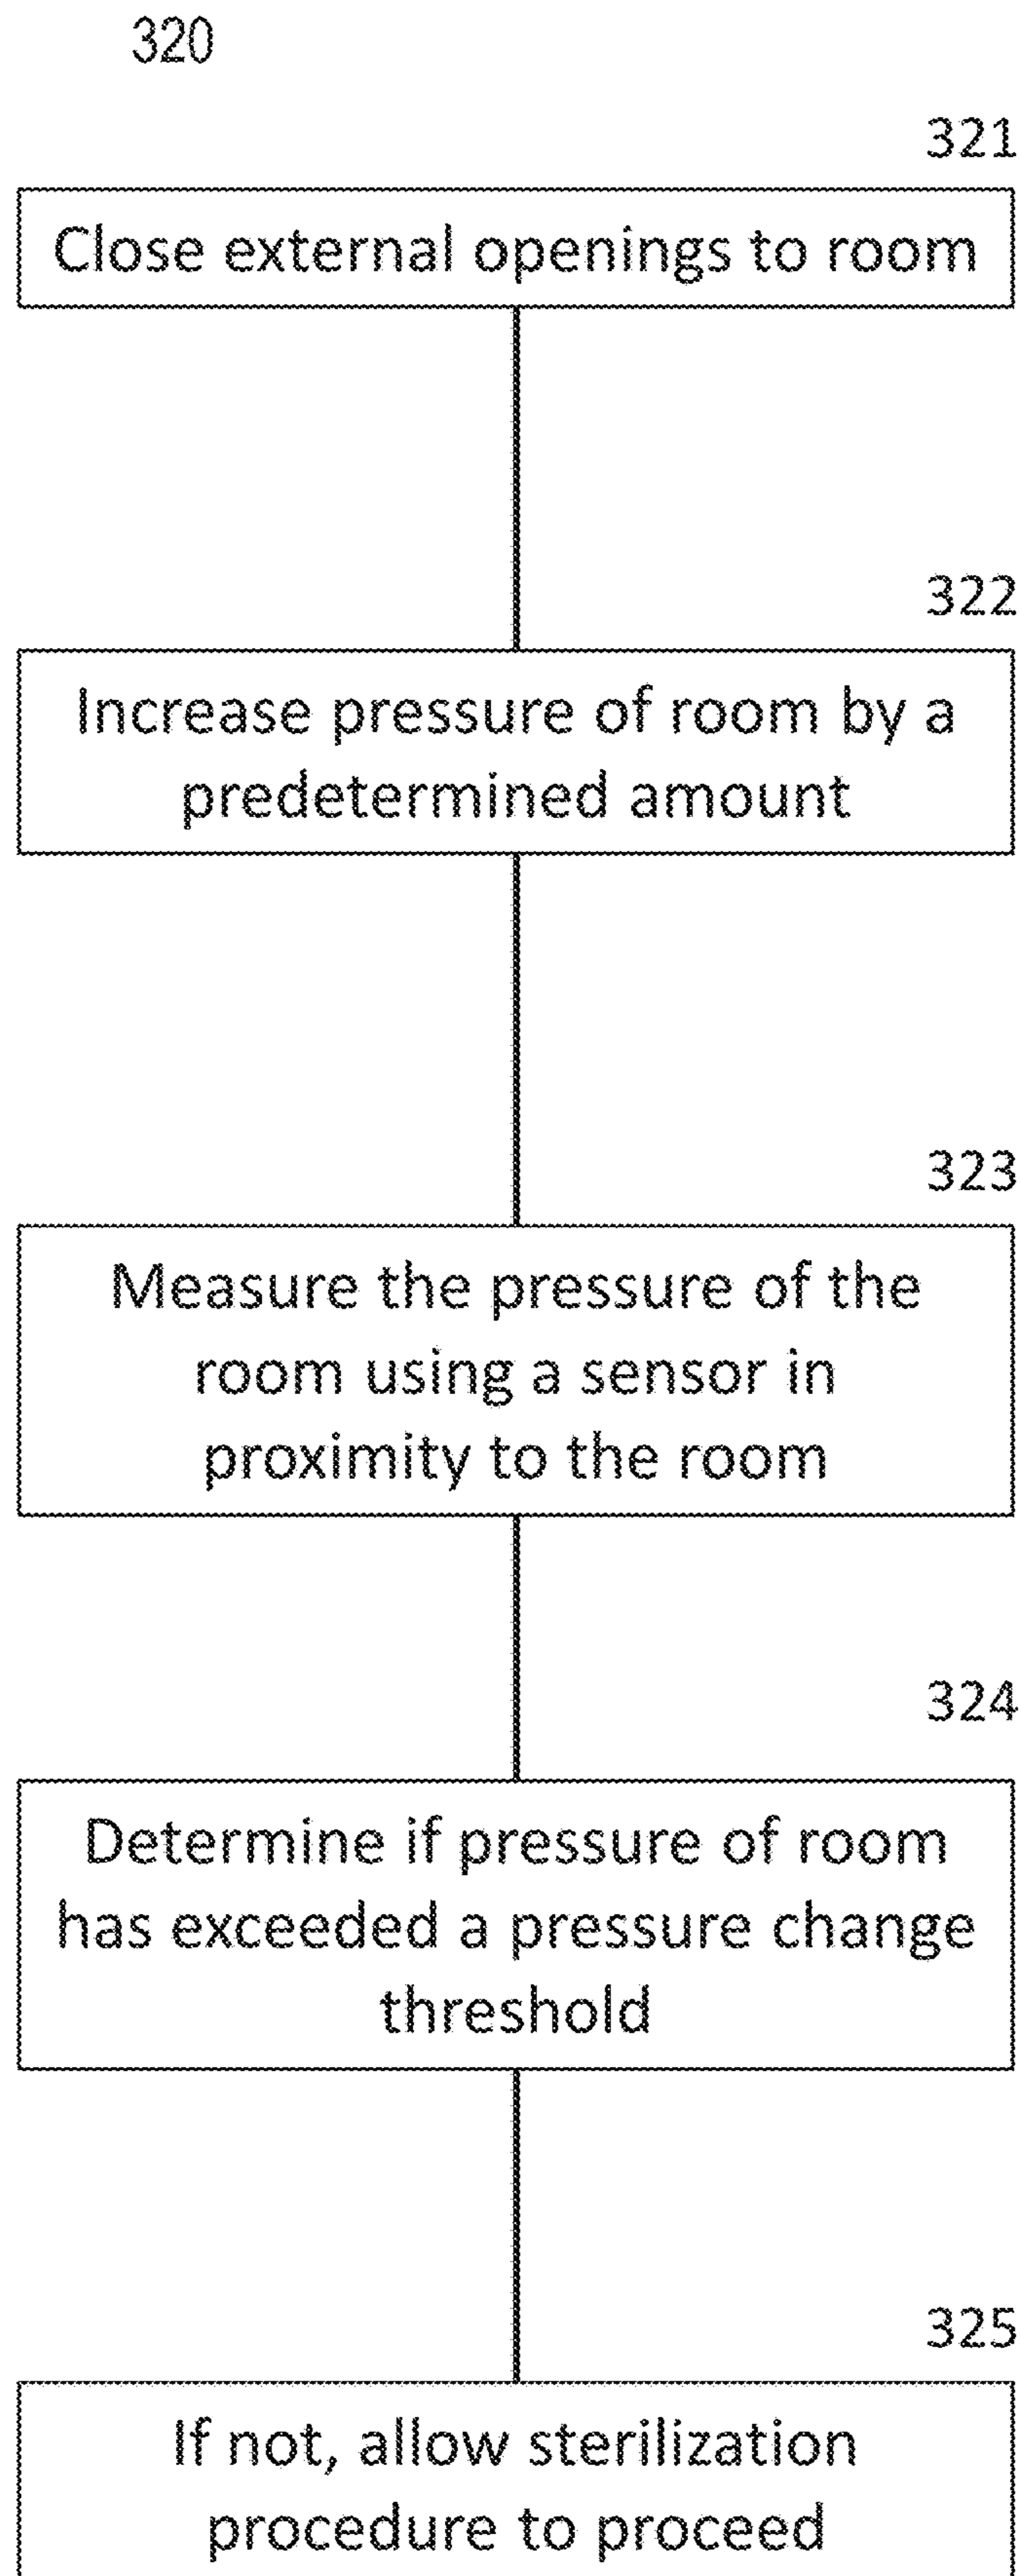 320
321
Close external openings to room
322
Increase pressure of room by a
predetermined amount
323
Measure the pressure of the
room using a sensor in
proximity to the room
324
Determine if pressure of room
has exceeded a pressure change
threshold
325
If not, allow sterilization
procedure to proceed